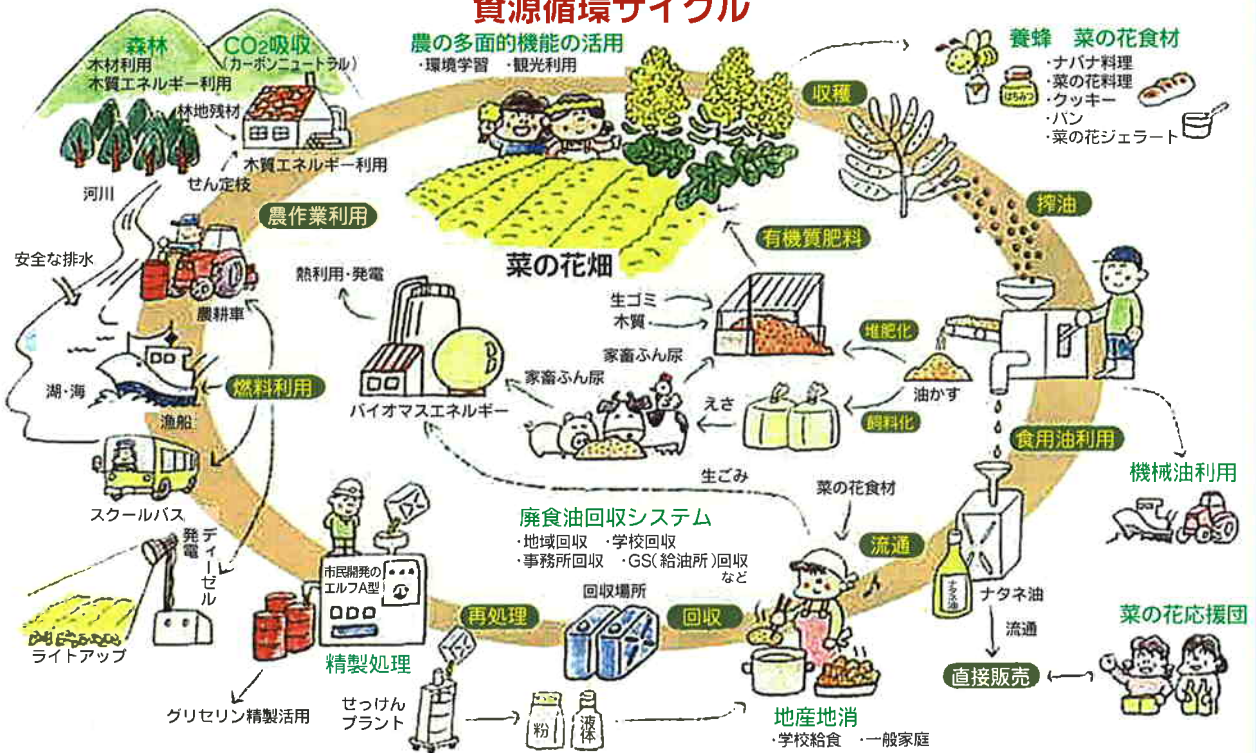 資源循環サイクル
森林
木材利用
木質エネルギー利用
CO2吸収
(カーボンニュートラル)
林地残材
木質エネルギー利用
せん定枝
農の多面的機能の活用
・環境学習 ・観光利用
収穫
養蜂 菜の花食材
・ナバナ料理
・菜の花料理
・クッキー
・パン
・菜の花ジェラート
はちみつ
河川
農作業利用
搾油
有機質肥料
菜の花畑
安全な排水
熱利用・発電
農耕車
生ゴミ
木質
堆肥化
家畜ふん尿
家畜ふん尿
油かす
湖・海
燃料利用
漁船
バイオマスエネルギー
えさ
飼料化
食用油利用
機械油利用
スクールバス
生ごみ
菜の花食材
廃食油回収システム
・地域回収 ・学校回収
・事務所回収 ・GS(給油所)回収
など
流通
ディーゼル
発電
市民開発の
エルフA型
回収場所
再処理
回収
ナタネ油
ナタネ油
流通
菜の花応援団
ライトアップ
精製処理
直接販売
グリセリン精製活用
せっけん
プラント
粉
液体
地産地消
・学校給食 ・一般家庭